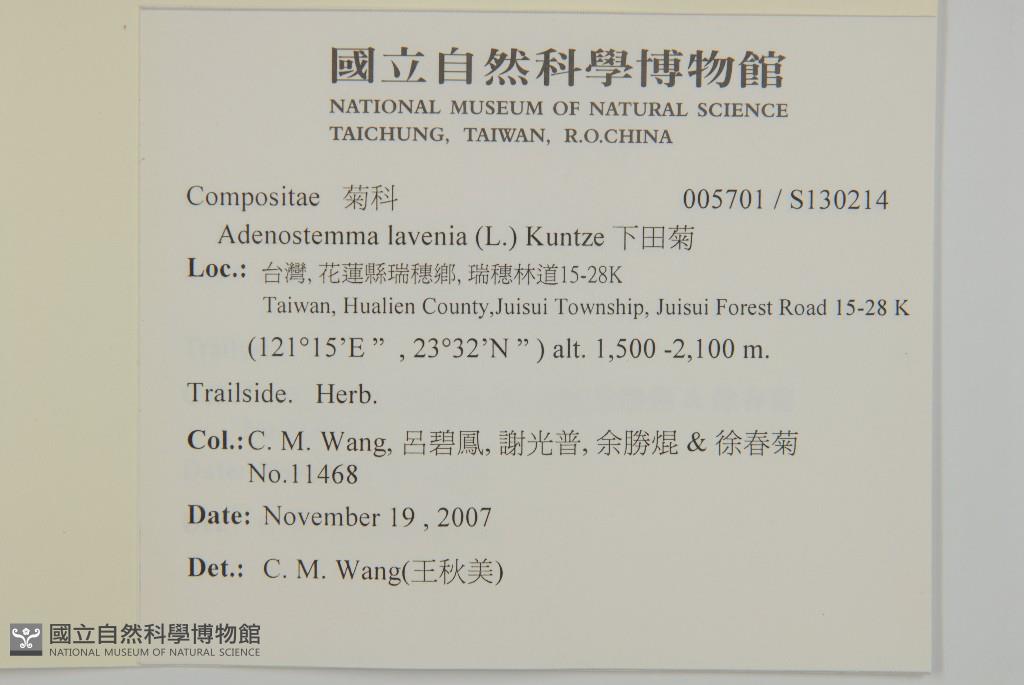 國立自然科學博物館
NATIONAL MUSEUM OF NATURAL SCIENCE
TAICHUNG, TAIWAN, R.O.CHINA
Compositae 菊科 005701 / S130214
Adenostemma lavenia (L.) Kuntze 下田菊
Loc.: 台灣, 花蓮縣瑞穗鄉, 瑞穗林道15-28K
Taiwan, Hualien County,Juisui Township, Juisui Forest Road 15-28 K
(121°15’E ” , 23°32’N ” ) alt. 1,500 -2,100 m.
Trailside. Herb.
Col.: C. M. Wang, 呂碧鳳, 謝光普, 余勝焜 & 徐春菊
No.11468
Date: November 19 , 2007
Det.: C. M. Wang(王秋美)
國立自然科學博物館
NATIONAL MUSEUM OF NATURAL SCIENCE